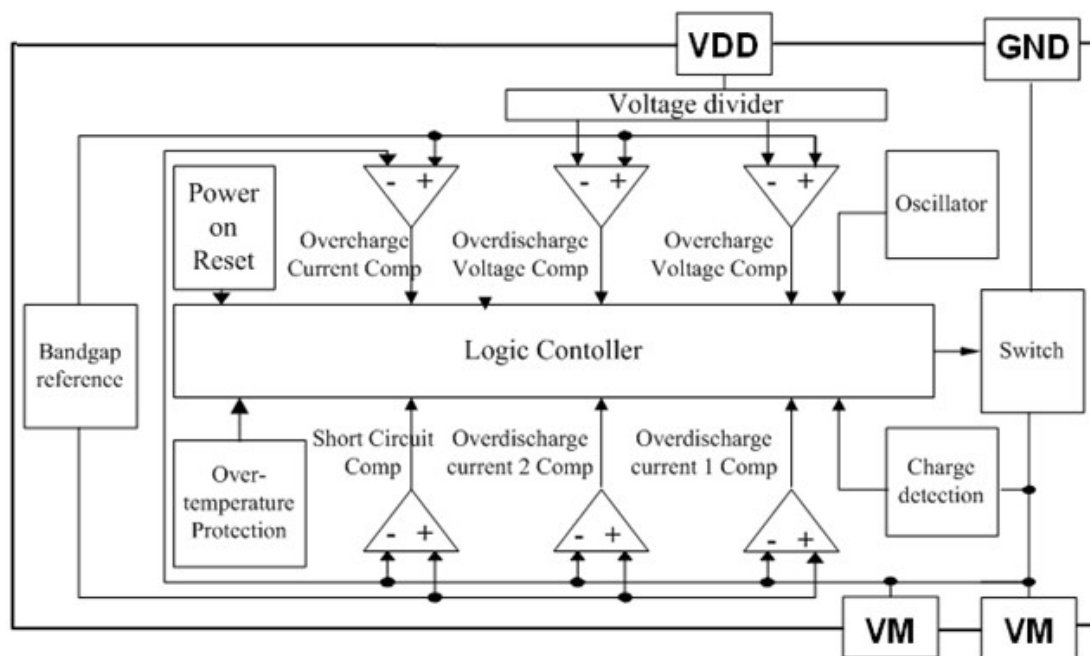 VDD
GND
Voltage divider
- +
- +
- +
Power
on
Reset
Oscillator
Overcharge
Current Comp
Overdischarge
Voltage Comp
Overcharge
Voltage Comp
Bandgap
reference
Logic Contoller
Switch
Short Circuit
Comp
Overdischarge
current 2 Comp
Overdischarge
current 1 Comp
Over-
temperature
Protection
Charge
detection
- +
- +
- +
VM
VM